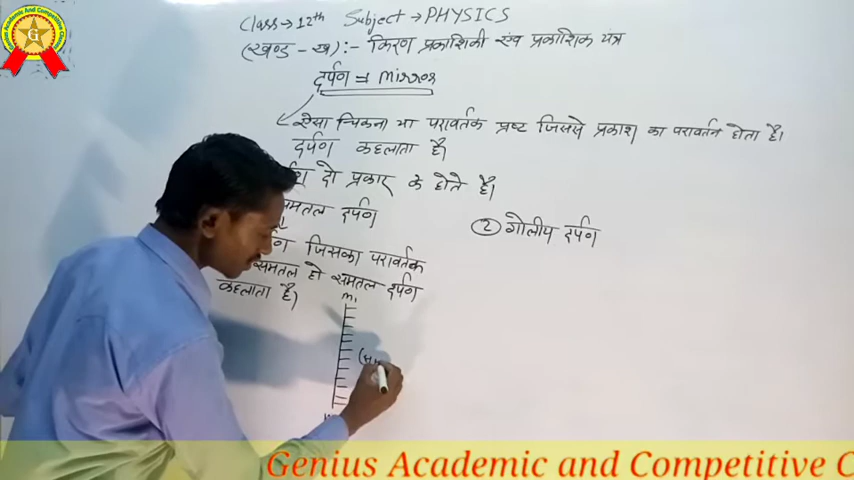 Class → 12th Subject → PHYSICS
(खण्ड - ख) :- किरण प्रकाशिकी एंव प्रकाशिक यंत्र
दर्पण = Mirror
ऐसा चिकना या परावर्तक प्रष्ट जिससे प्रकाश का परावर्तन होता है।
दर्पण कहलाता है।
दो प्रकार के होते है।
समतल दर्पण
② गोलीय दर्पण
जिसका परावर्तक
समतल हो समतल दर्पण
कहलाता है।
M₁
G
Genius Academic and Competitive C